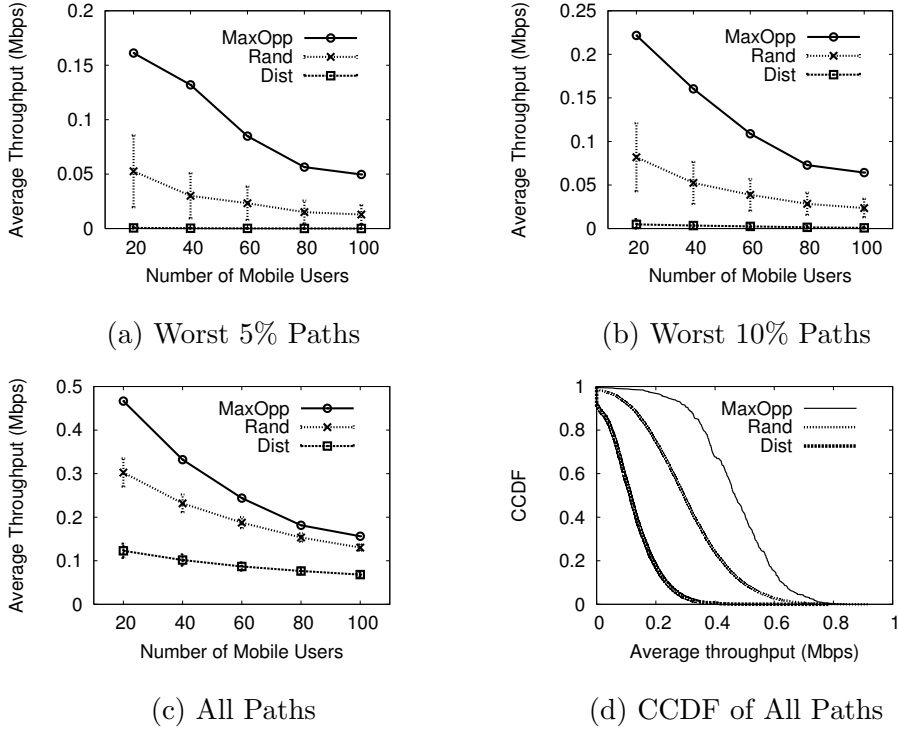 Average Throughput (Mbps)
0.2
0.15
0.1
0.05
0
MaxOpp
Rand
Dist
20 40 60 80 100
Number of Mobile Users
(a) Worst 5% Paths
Average Throughput (Mbps)
0.25
0.2
0.15
0.1
0.05
0
MaxOpp
Rand
Dist
20 40 60 80 100
Number of Mobile Users
(b) Worst 10% Paths
Average Throughput (Mbps)
0.5
0.4
0.3
0.2
0.1
0
MaxOpp
Rand
Dist
20 40 60 80 100
Number of Mobile Users
(c) All Paths
CCDF
1
0.8
0.6
0.4
0.2
0
MaxOpp
Rand
Dist
0 0.2 0.4 0.6 0.8 1
Average throughput (Mbps)
(d) CCDF of All Paths